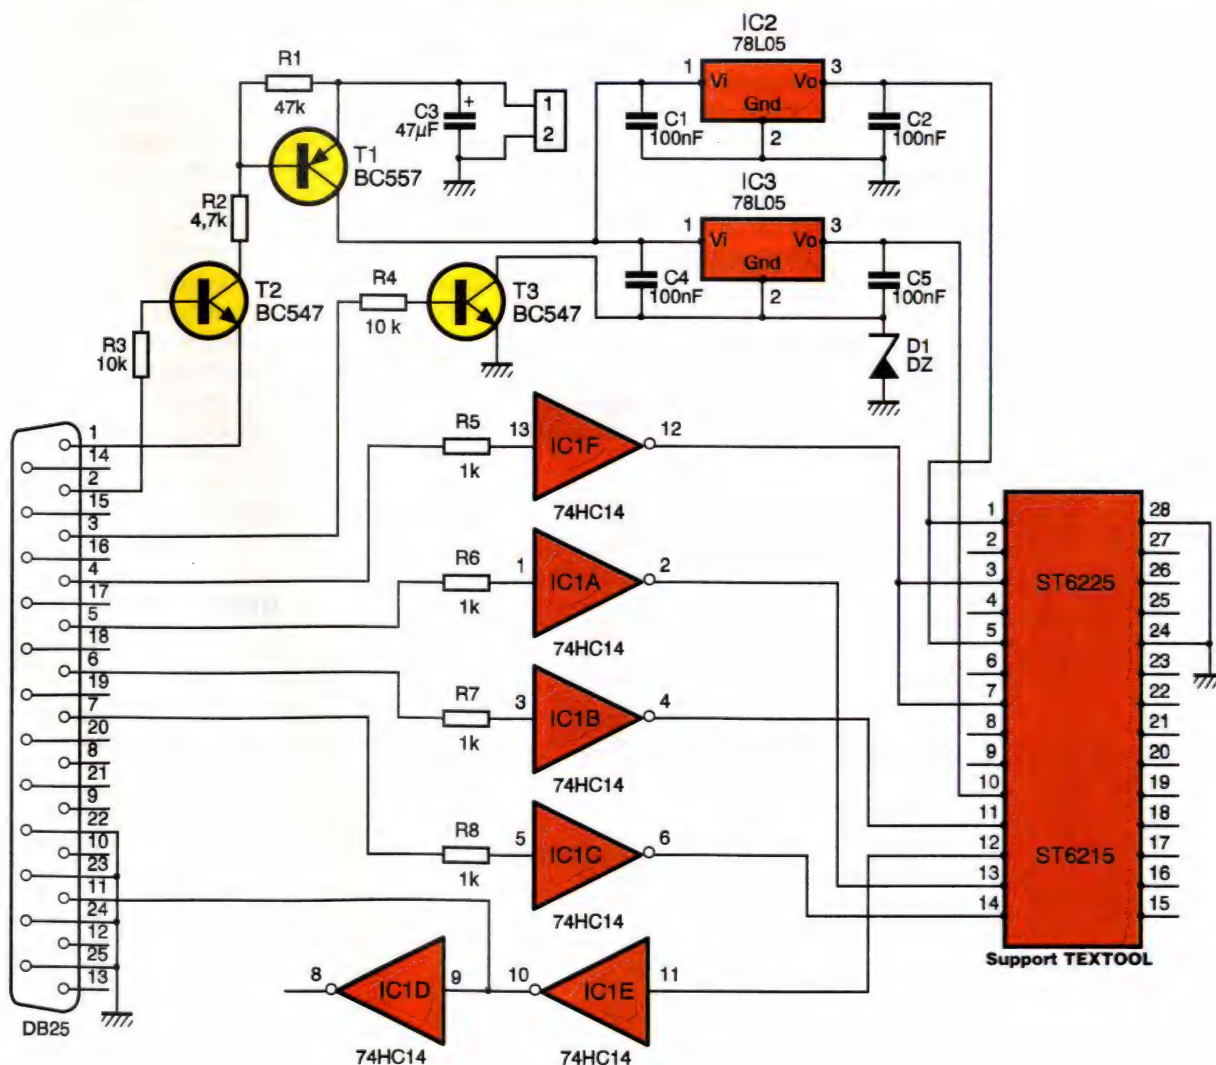 IC2
78L05
1
Vi
Vo
3
Gnd
2
C1
100nF
C2
100nF
R1
47k
C3
+
47µF
1
2
T1
BC557
IC3
78L05
1
Vi
Vo
3
Gnd
2
C4
100nF
C5
100nF
R2
4,7k
T2
BC547
R4
10 k
T3
BC547
R3
10k
D1
DZ
1
14
2
15
3
16
4
17
5
18
6
19
7
20
8
21
9
22
10
23
11
24
12
25
13
DB25
R5
1k
13
IC1F
12
74HC14
R6
1k
1
IC1A
2
74HC14
R7
1k
3
IC1B
4
74HC14
R8
1k
5
IC1C
6
74HC14
8
IC1D
9
74HC14
10
IC1E
11
74HC14
1
2
3
4
5
6
7
8
9
10
11
12
13
14
ST6225
ST6215
28
27
26
25
24
23
22
21
20
19
18
17
16
15
Support TEXTOOL